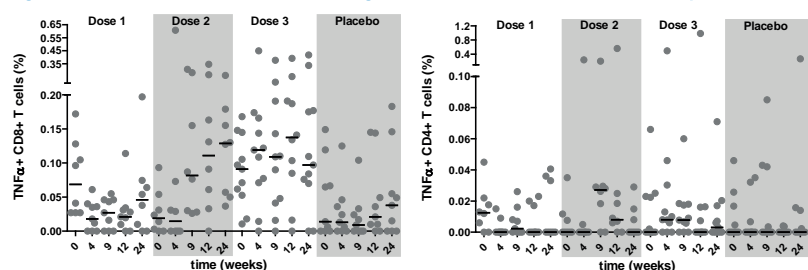 Dose 1 Dose 2 Dose 3 Placebo
0.65
0.55
0.45
0.35
0.20
0.15
0.10
0.05
0.00
TNFα+ CD8+ T cells (%)
0 4 9 12 24 0 4 9 12 24 0 4 9 12 24 0 4 9 12 24
time (weeks)
Dose 1 Dose 2 Dose 3 Placebo
1.2
0.8
0.4
0.10
0.08
0.06
0.04
0.02
0.00
TNFα+ CD4+ T cells (%)
0 4 9 12 24 0 4 9 12 24 0 4 9 12 24 0 4 9 12 24
time (weeks)